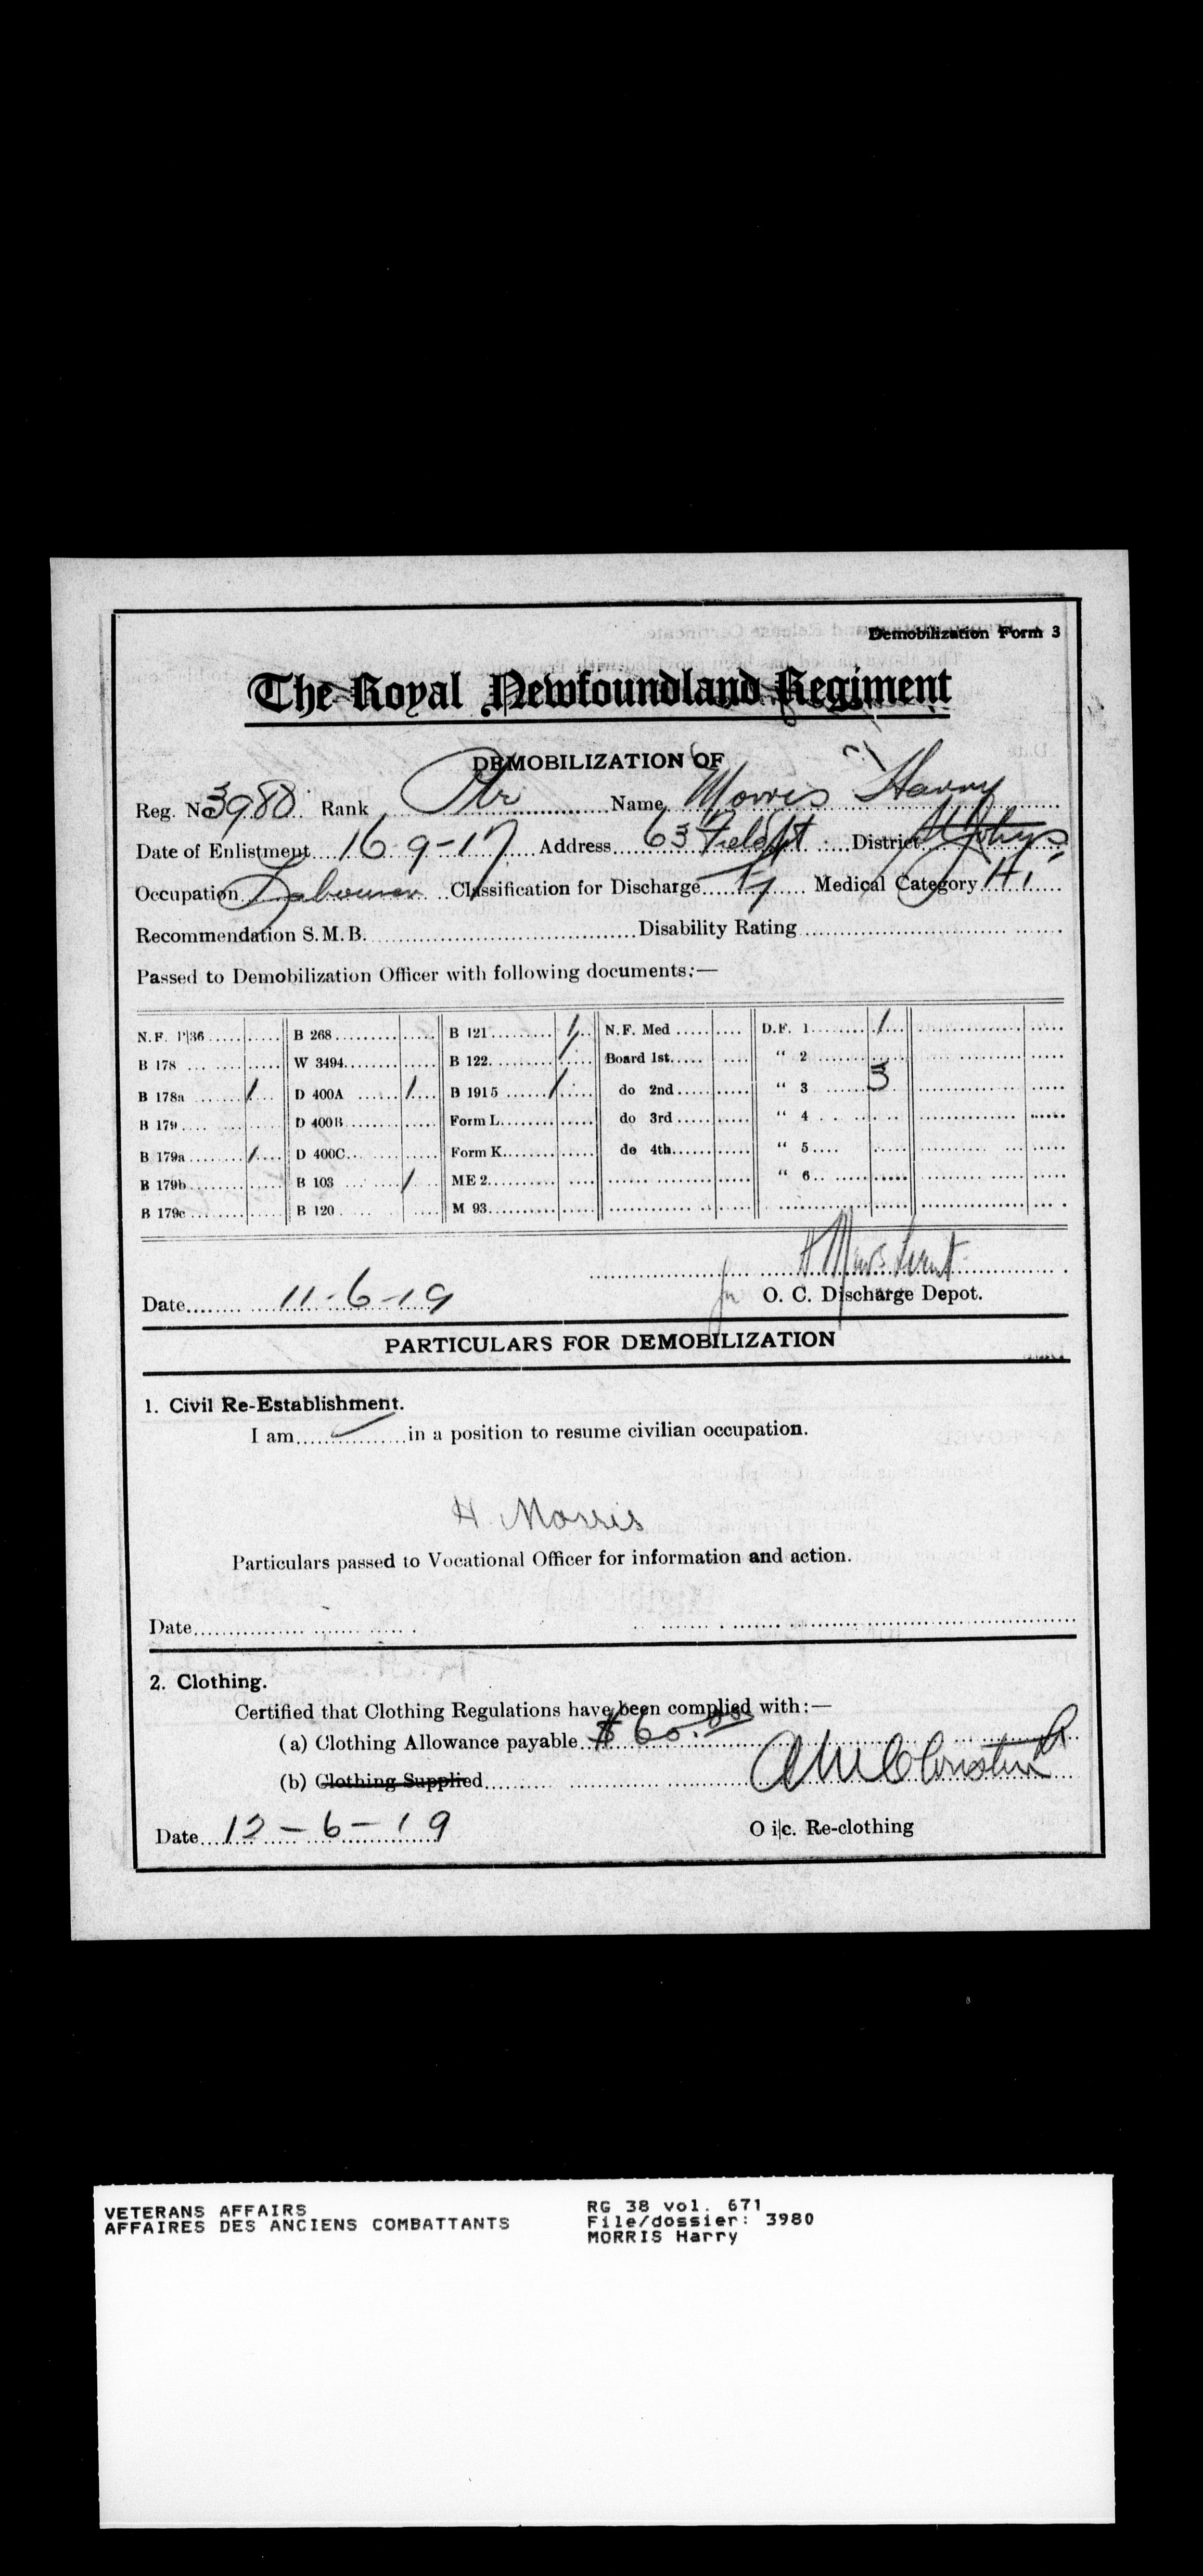 Demobilization Form 3
The Royal Newfoundland Regiment
DEMOBILIZATION OF
Reg. No 3980 Rank Pte Name Morris Harry
Date of Enlistment 16-9-17 Address 63 Field St District St John's
Occupation Labourer Classification for Discharge Medical Category
Recommendation S.M.B. Disability Rating
Passed to Demobilization Officer with following documents:—
N.F. P|36 B 268 B 121 1 N.F. Med D.F. 1 1
B 178 W 3494 B 122 1 Board 1st " 2
B 178a 1 D 400A 1 B 1915 1 do 2nd " 3 3
B 179 D 400B Form L do 3rd " 4
B 179a 1 D 400C Form K do 4th " 5
B 179b B 103 1 ME 2 " 6
B 179c B 120 M 93
Date 11-6-19 O. C. Discharge Depot.
PARTICULARS FOR DEMOBILIZATION
1. Civil Re-Establishment.
I am in a position to resume civilian occupation.
H. Morris
Particulars passed to Vocational Officer for information and action.
Date
2. Clothing.
Certified that Clothing Regulations have been complied with:—
(a) Clothing Allowance payable $60.00
(b) Clothing Supplied
Date 12-6-19 O i|c. Re-clothing
VETERANS AFFAIRS RG 38 vol. 671
AFFAIRES DES ANCIENS COMBATTANTS File/dossier: 3980
MORRIS Harry